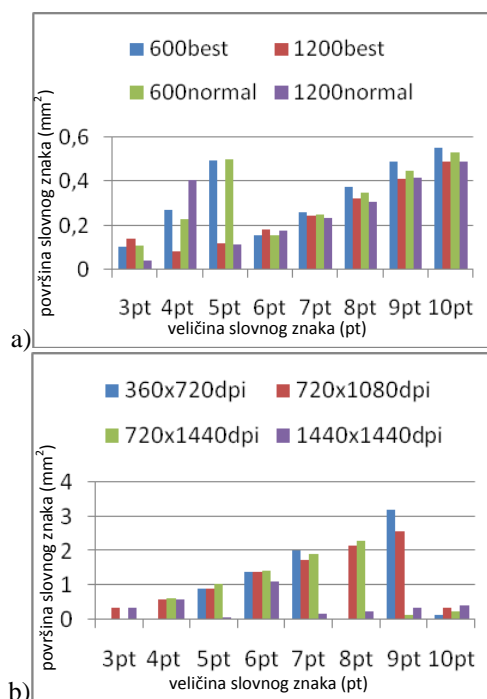 600best 1200best
600normal 1200normal
površina slovnog znaka (mm²)
0,6
0,4
0,2
0
3pt 4pt 5pt 6pt 7pt 8pt 9pt 10pt
veličina slovnog znaka (pt)
a)
360x720dpi 720x1080dpi
720x1440dpi 1440x1440dpi
površina slovnog znaka (mm²)
4
3
2
1
0
3pt 4pt 5pt 6pt 7pt 8pt 9pt 10pt
veličina slovnog znaka (pt)
b)